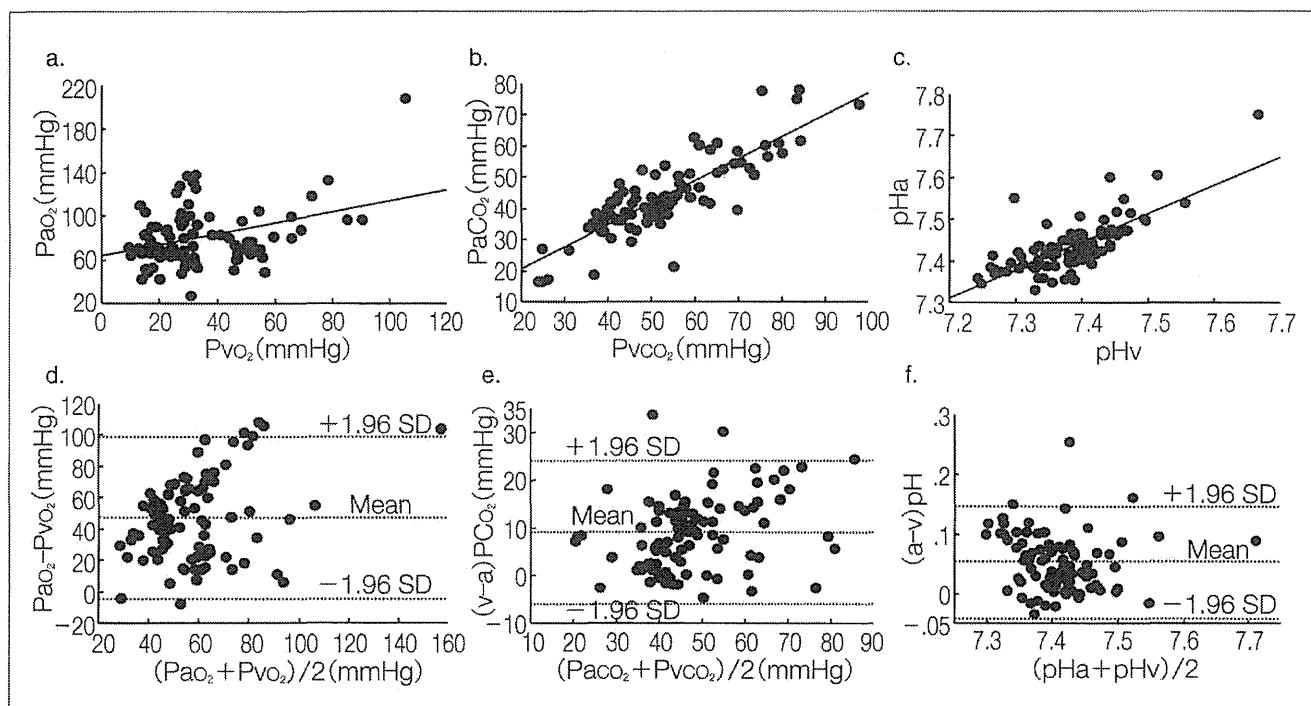 a.
PaO₂(mmHg)
220
180
140
100
60
20
0 20 40 60 80 100 120
PvO₂(mmHg)
b.
PaCO₂(mmHg)
80
70
60
50
40
30
20
10
20 30 40 50 60 70 80 90 100
PvCO₂(mmHg)
c.
pHa
7.8
7.7
7.6
7.5
7.4
7.3
7.2 7.3 7.4 7.5 7.6 7.7
pHv
d.
PaO₂−PvO₂(mmHg)
120
100
80
60
40
20
0
−20
+1.96 SD
Mean
−1.96 SD
20 40 60 80 100 120 140 160
(PaO₂+PvO₂)/2(mmHg)
e.
(v−a)PCO₂(mmHg)
35
30
20
10
0
−10
+1.96 SD
Mean
−1.96 SD
10 20 30 40 50 60 70 80 90
(PaCO₂+PvCO₂)/2(mmHg)
f.
(a−v)pH
.3
.2
.1
0
−.05
+1.96 SD
Mean
−1.96 SD
7.3 7.4 7.5 7.6 7.7
(pHa+pHv)/2